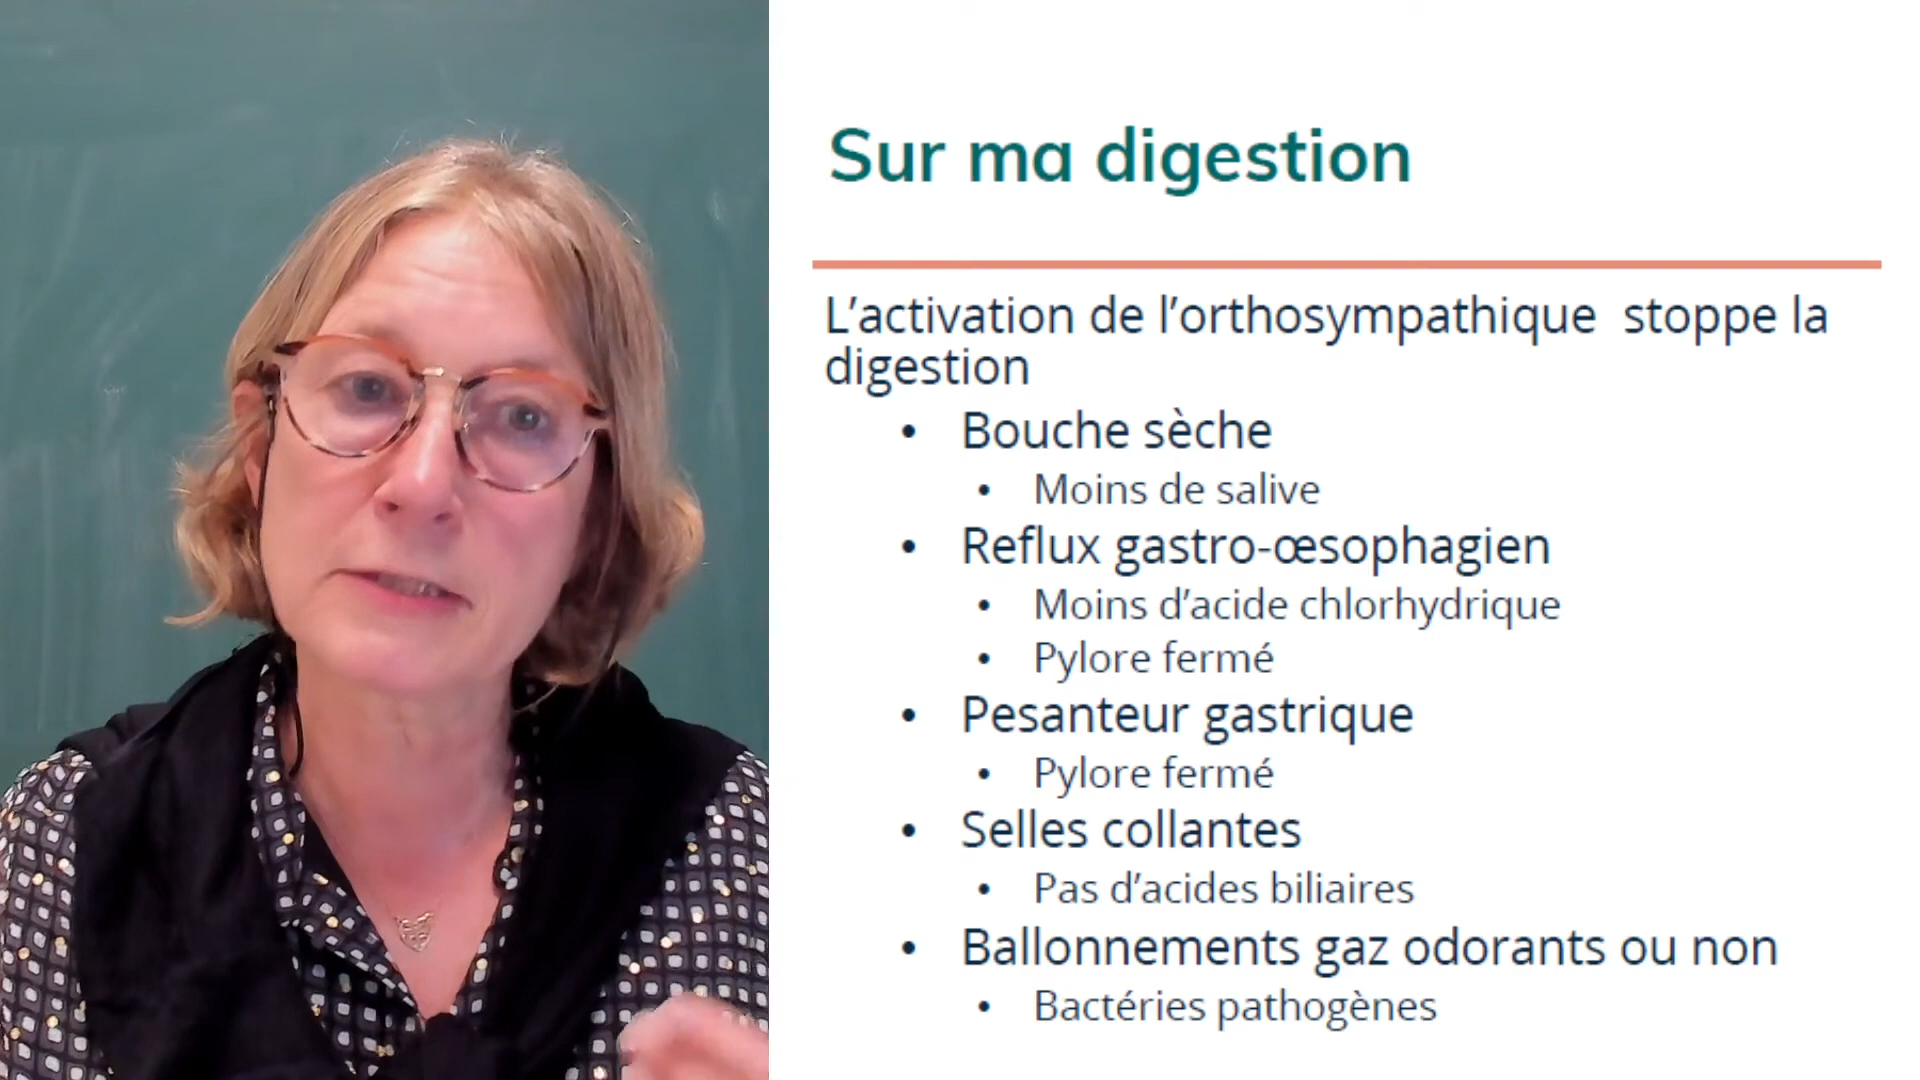 Sur ma digestion
L’activation de l’orthosympathique stoppe la
digestion
• Bouche sèche
• Moins de salive
• Reflux gastro-œsophagien
• Moins d’acide chlorhydrique
• Pylore fermé
• Pesanteur gastrique
• Pylore fermé
• Selles collantes
• Pas d’acides biliaires
• Ballonnements gaz odorants ou non
• Bactéries pathogènes